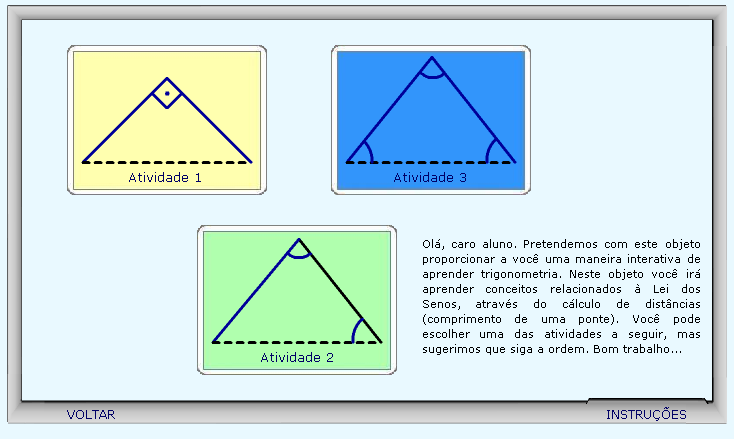 Atividade 1
Atividade 3
Atividade 2
Olá, caro aluno. Pretendemos com este objeto
proporcionar a você uma maneira interativa de
aprender trigonometria. Neste objeto você irá
aprender conceitos relacionados à Lei dos
Senos, através do cálculo de distâncias
(comprimento de uma ponte). Você pode
escolher uma das atividades a seguir, mas
sugerimos que siga a ordem. Bom trabalho...
VOLTAR
INSTRUÇÕES